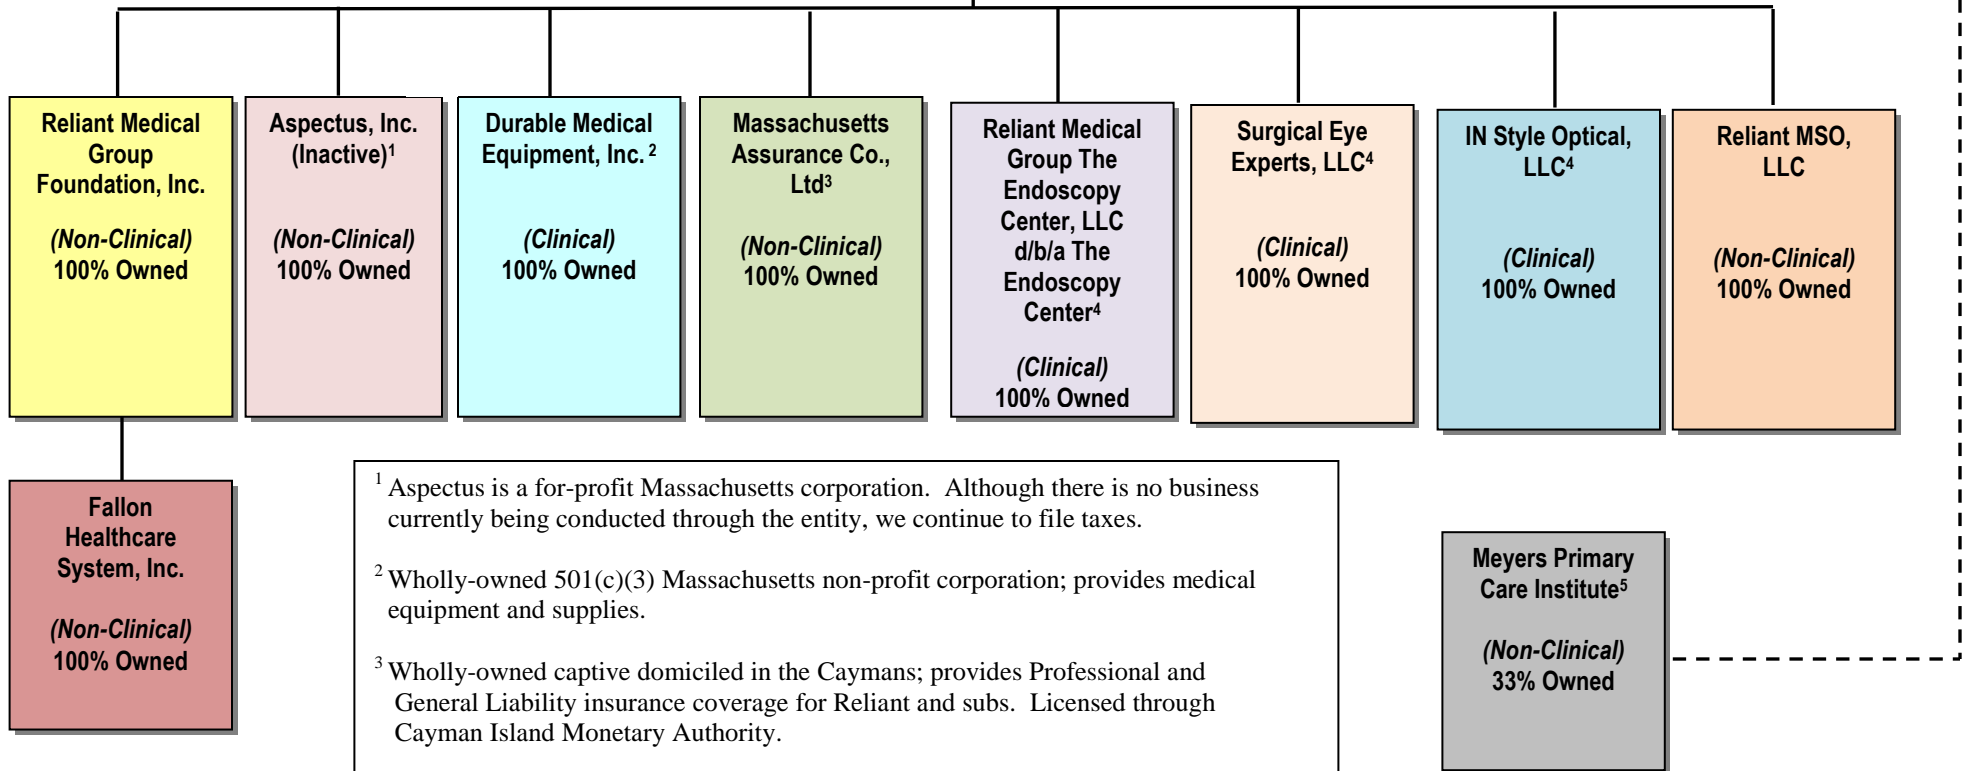 Reliant Medical
Group
Foundation, Inc.
(Non-Clinical)
100% Owned
Aspectus, Inc.
(Inactive)¹
(Non-Clinical)
100% Owned
Durable Medical
Equipment, Inc. ²
(Clinical)
100% Owned
Massachusetts
Assurance Co.,
Ltd³
(Non-Clinical)
100% Owned
Reliant Medical
Group The
Endoscopy
Center, LLC
d/b/a The
Endoscopy
Center⁴
(Clinical)
100% Owned
Surgical Eye
Experts, LLC⁴
(Clinical)
100% Owned
IN Style Optical,
LLC⁴
(Clinical)
100% Owned
Reliant MSO,
LLC
(Non-Clinical)
100% Owned
Fallon
Healthcare
System, Inc.
(Non-Clinical)
100% Owned
¹ Aspectus is a for-profit Massachusetts corporation.  Although there is no business
currently being conducted through the entity, we continue to file taxes.
² Wholly-owned 501(c)(3) Massachusetts non-profit corporation; provides medical
equipment and supplies.
³ Wholly-owned captive domiciled in the Caymans; provides Professional and
General Liability insurance coverage for Reliant and subs.  Licensed through
Cayman Island Monetary Authority.
Meyers Primary
Care Institute⁵
(Non-Clinical)
33% Owned